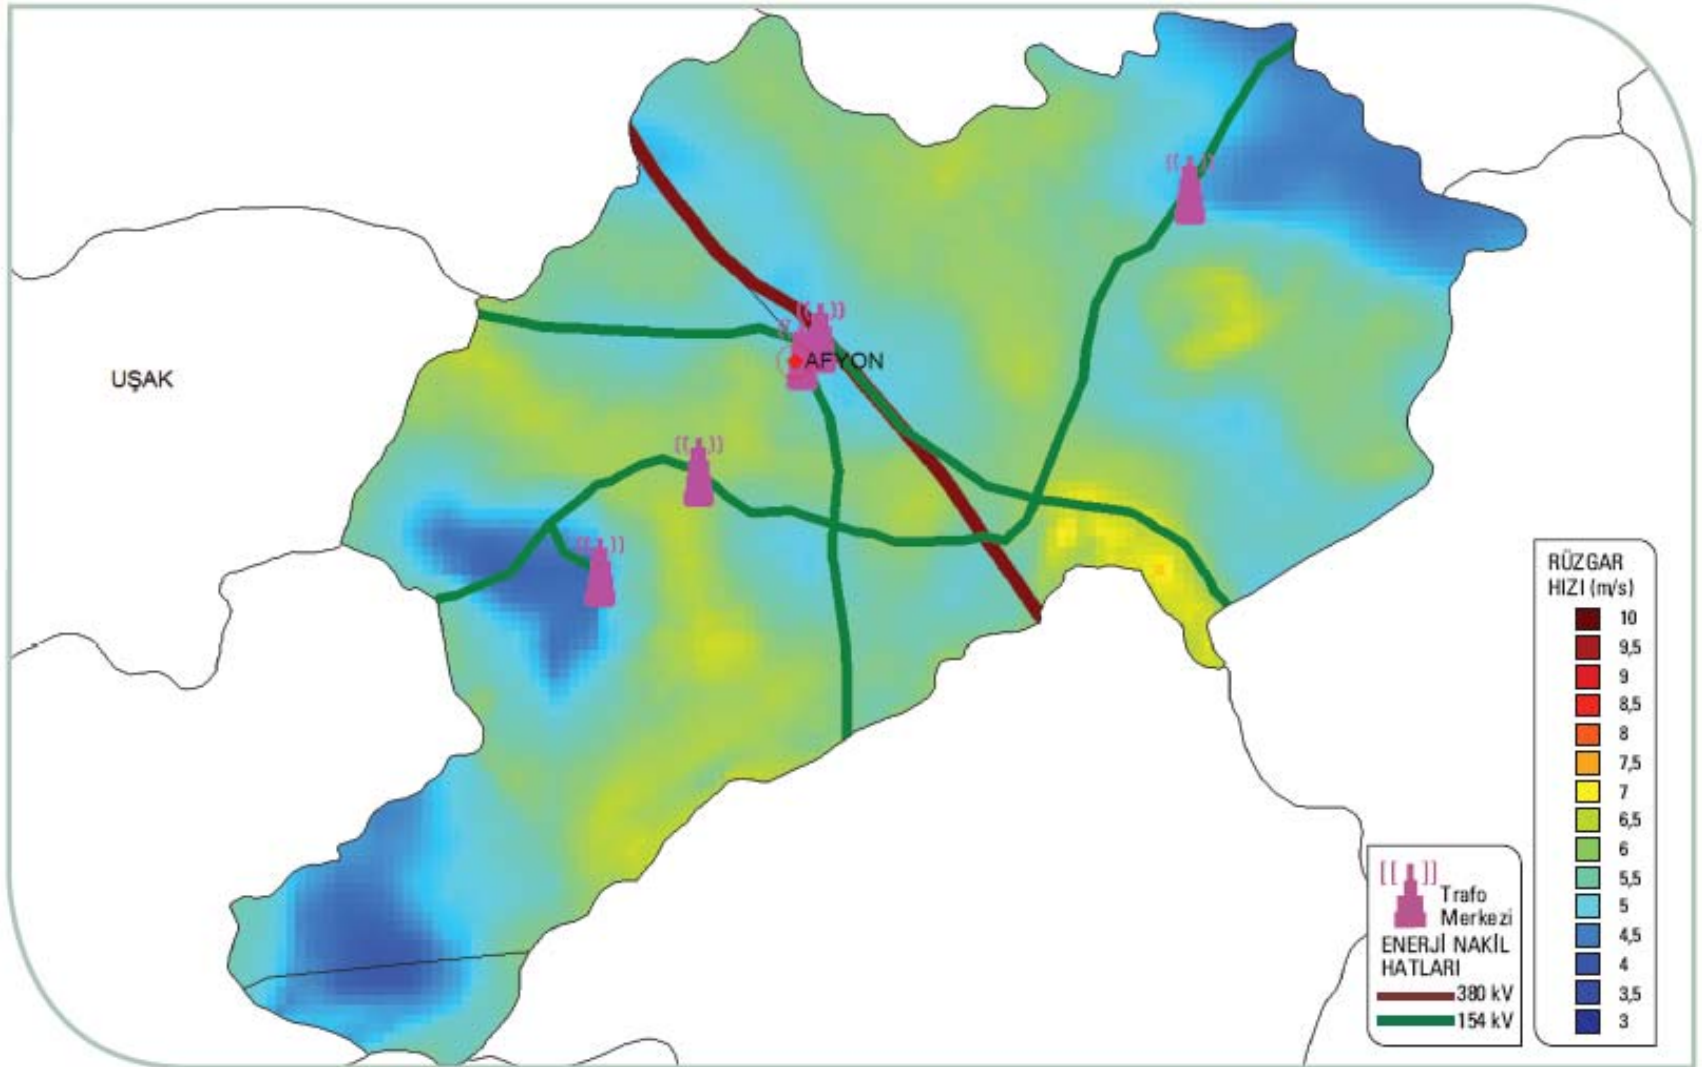 UŞAK
AFYON
RÜZGAR
HIZI (m/s)
10
9,5
9
8,5
8
7,5
7
6,5
6
5,5
5
4,5
4
3,5
3
Trafo
Merkezi
ENERJİ NAKİL
HATLARI
380 kV
154 kV